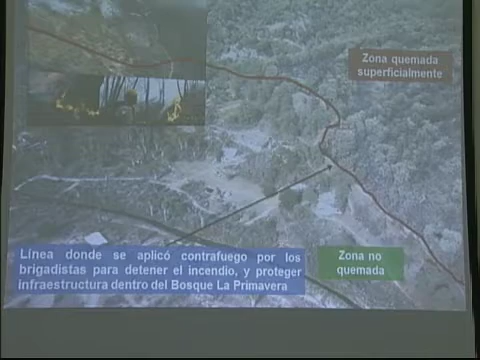 Zona quemada
superficialmente
Línea donde se aplicó contrafuego por los
brigadistas para detener el incendio, y proteger
infraestructura dentro del Bosque La Primavera
Zona no
quemada